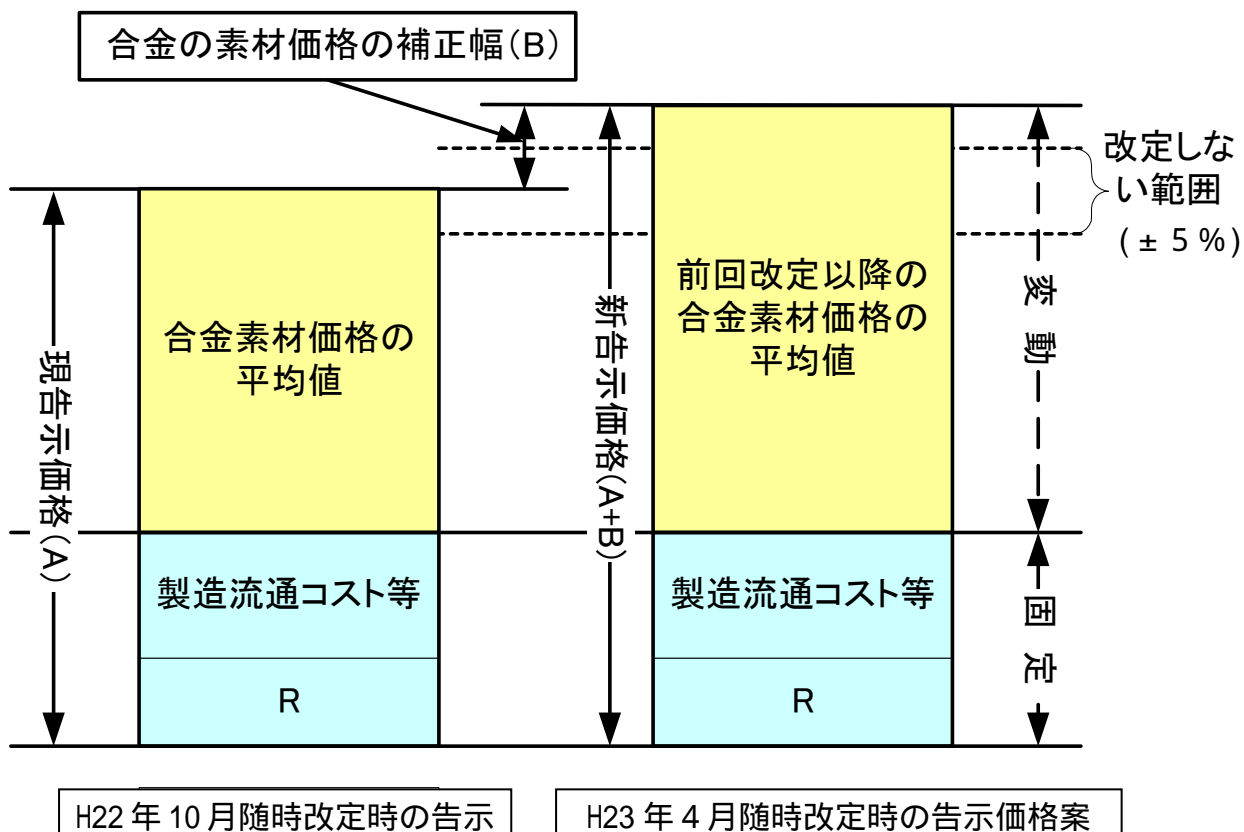 合金の素材価格の補正幅(B)
改定しな
い範囲
(±5%)
合金素材価格の
平均値
前回改定以降の
合金素材価格の
平均値
現告示価格(A)
新告示価格(A+B)
変動
製造流通コスト等
R
製造流通コスト等
R
固定
H22年10月随時改定時の告示
H23年4月随時改定時の告示価格案